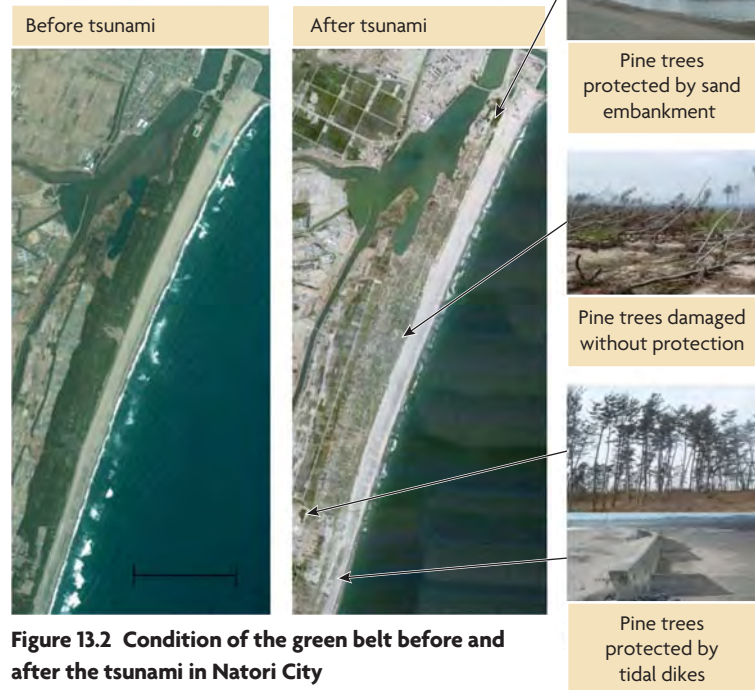 Before tsunami
After tsunami
Pine trees
protected by sand
embankment
Pine trees damaged
without protection
Pine trees
protected by
tidal dikes
Figure 13.2 Condition of the green belt before and
after the tsunami in Natori City